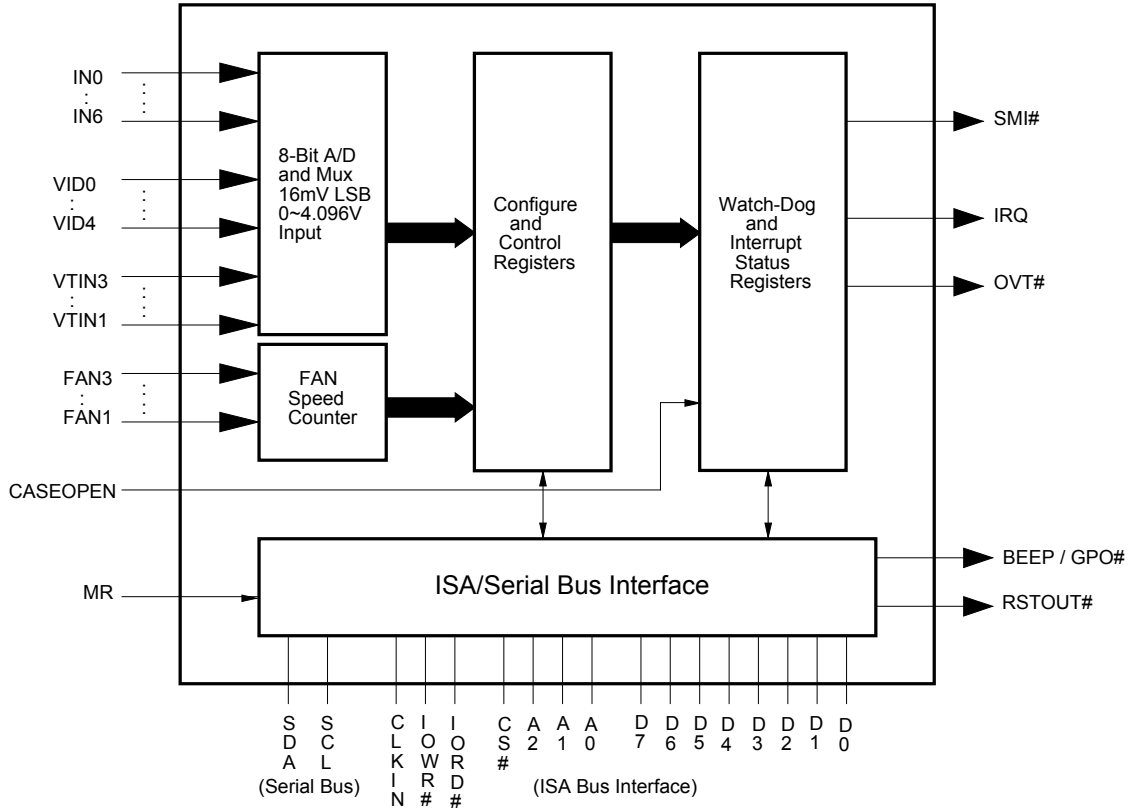 IN0
IN6
VID0
VID4
VTIN3
VTIN1
FAN3
FAN1
CASEOPEN
MR
8-Bit A/D
and Mux
16mV LSB
0~4.096V
Input
FAN
Speed
Counter
Configure
and
Control
Registers
Watch-Dog
and
Interrupt
Status
Registers
SMI#
IRQ
OVT#
ISA/Serial Bus Interface
BEEP / GPO#
RSTOUT#
SDA
SCL
CLKIN
IOWR#
IORD#
CS#
A2
A1
A0
D7
D6
D5
D4
D3
D2
D1
D0
(Serial Bus)
(ISA Bus Interface)